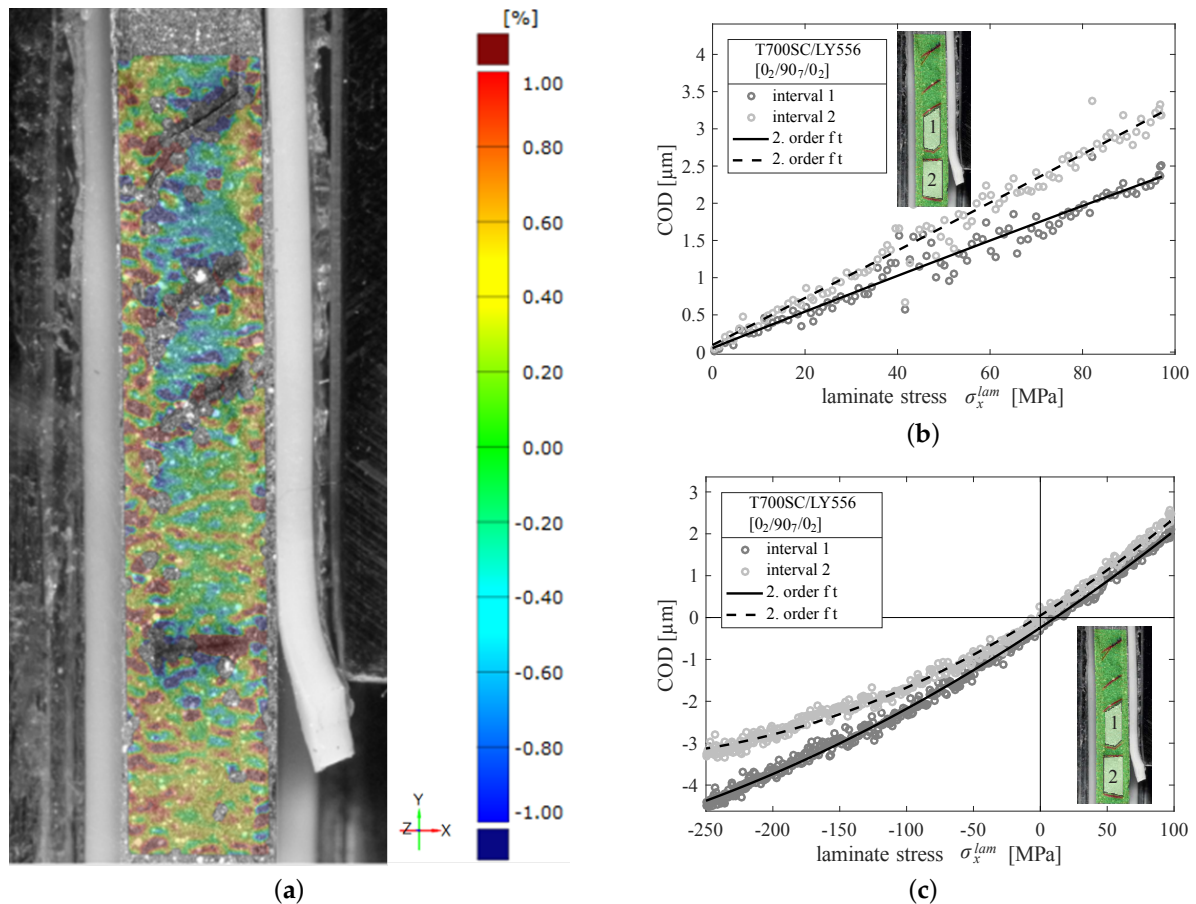 [%]
1.00
0.80
0.60
0.40
0.20
0.00
-0.20
-0.40
-0.60
-0.80
-1.00
Y
Z
X
(a)
T700SC/LY556
[0₂/90₇/0₂]
interval 1
interval 2
2. order f t
2. order f t
1
2
4
3.5
3
2.5
2
1.5
1
0.5
0
COD [µm]
0 20 40 60 80 100
laminate stress σₓˡᵃᵐ [MPa]
(b)
T700SC/LY556
[0₂/90₇/0₂]
interval 1
interval 2
2. order f t
2. order f t
1
2
3
2
1
0
-1
-2
-3
-4
COD [µm]
-250 -200 -150 -100 -50 0 50 100
laminate stress σₓˡᵃᵐ [MPa]
(c)